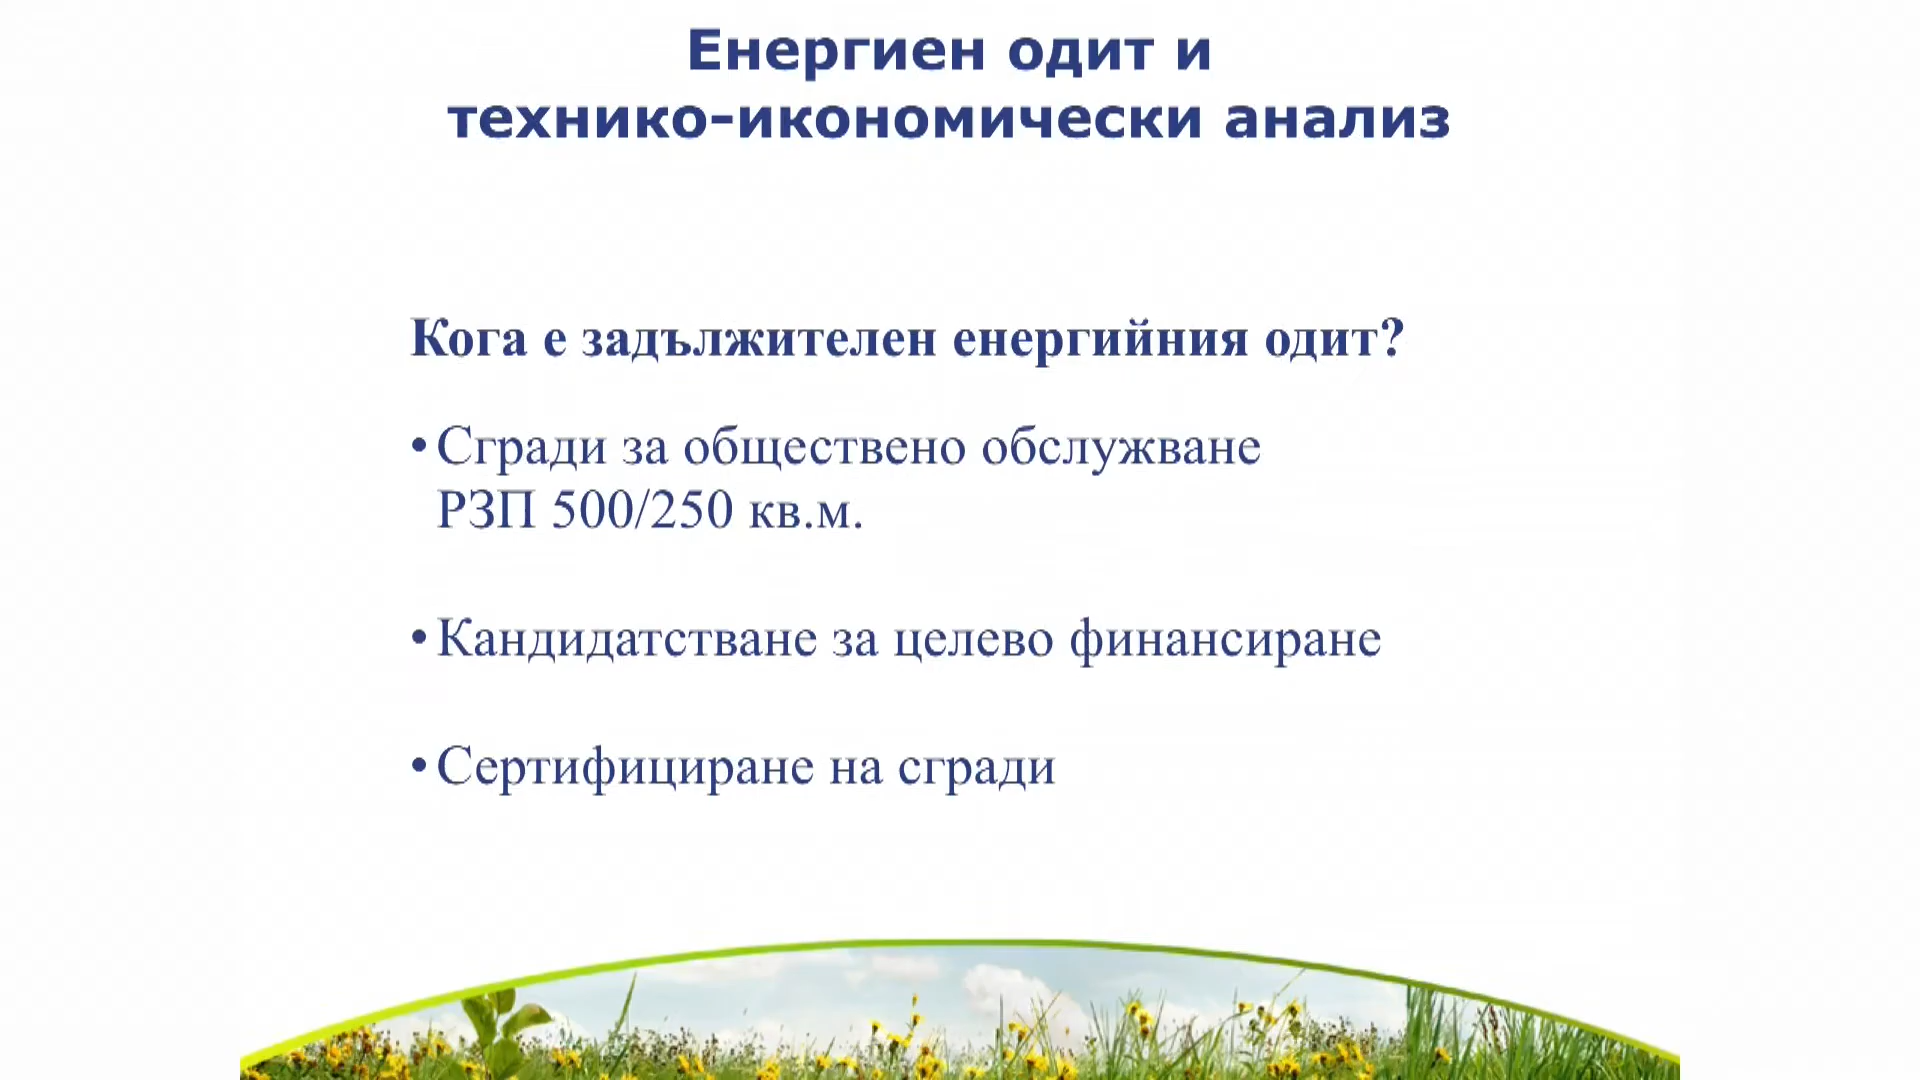 Енергиен одит и
технико-икономически анализ
Кога е задължителен енергийния одит?
• Сгради за обществено обслужване
РЗП 500/250 кв.м.
• Кандидатстване за целево финансиране
• Сертифициране на сгради